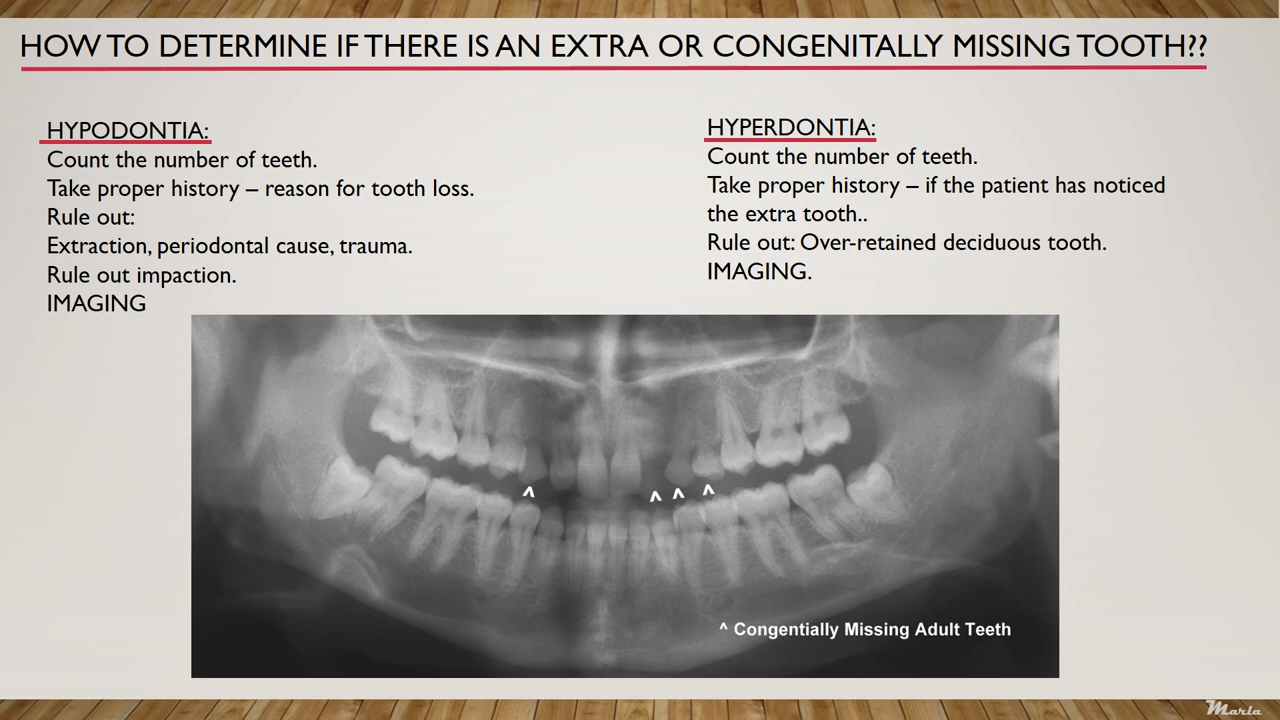 HOW TO DETERMINE IF THERE IS AN EXTRA OR CONGENITALLY MISSING TOOTH??
HYPODONTIA:
Count the number of teeth.
Take proper history – reason for tooth loss.
Rule out:
Extraction, periodontal cause, trauma.
Rule out impaction.
IMAGING
HYPERDONTIA:
Count the number of teeth.
Take proper history – if the patient has noticed
the extra tooth..
Rule out: Over-retained deciduous tooth.
IMAGING.
^ ^ ^ ^
^ Congentially Missing Adult Teeth
Marla